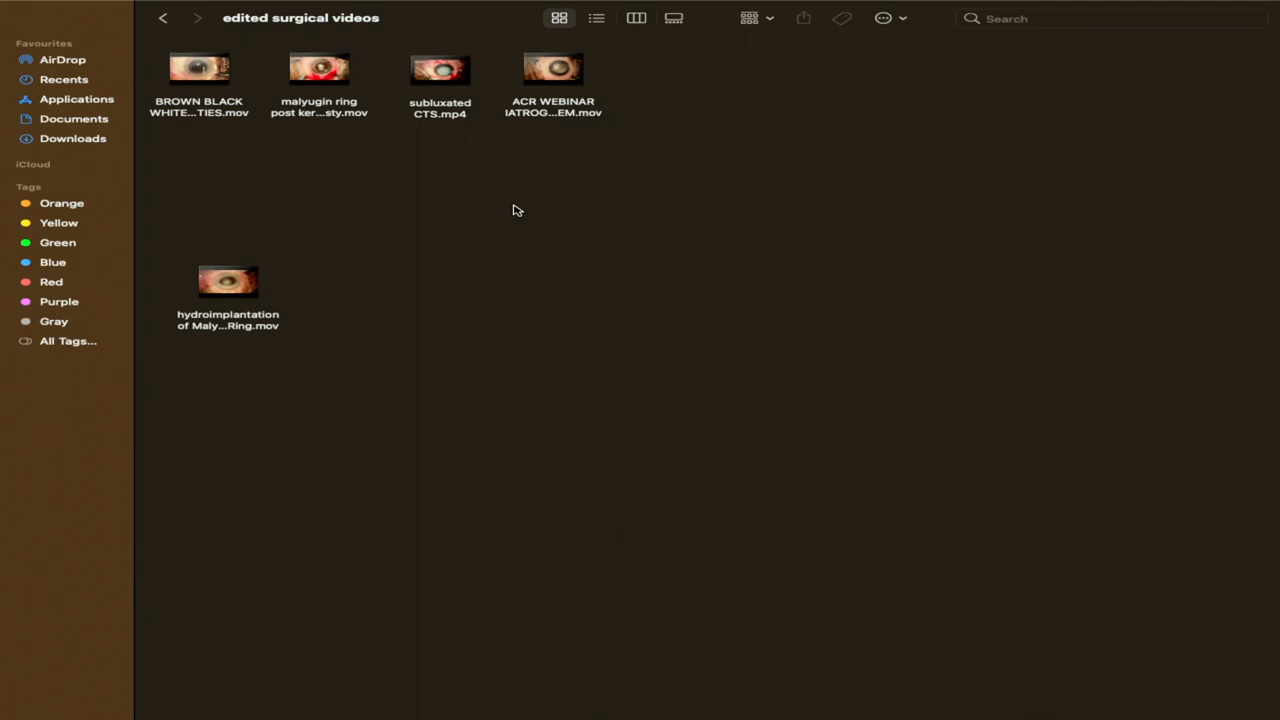 edited surgical videos
Search
Favourites
AirDrop
Recents
Applications
Documents
Downloads
iCloud
Tags
Orange
Yellow
Green
Blue
Red
Purple
Gray
All Tags...
BROWN BLACK
WHITE...TIES.mov
malyugin ring
post ker...sty.mov
subluxated
CTS.mp4
ACR WEBINAR
IATROG...EM.mov
hydroimplantation
of Maly...Ring.mov